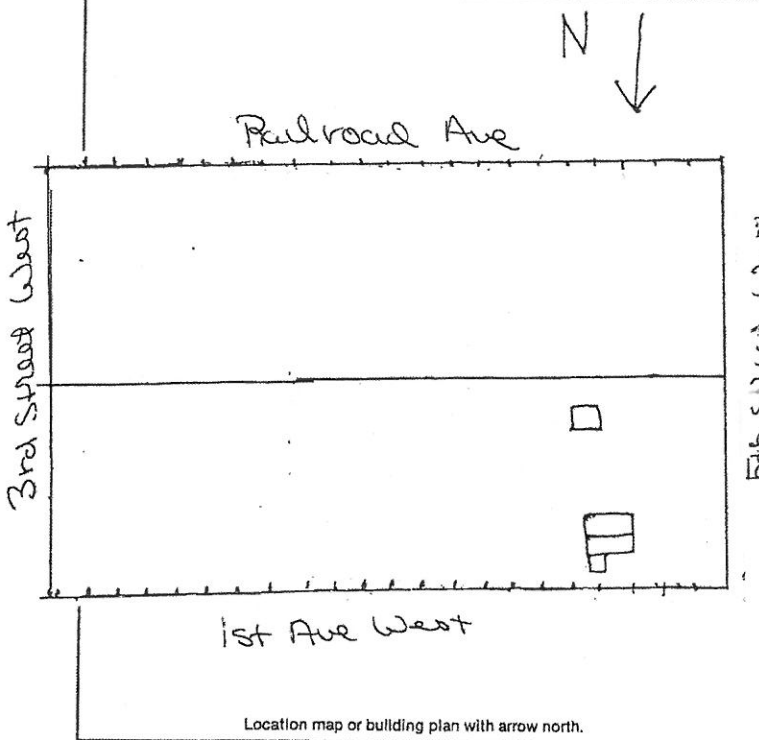 N
Railroad Ave
3rd Street West
1st Ave West
Location map or building plan with arrow north.